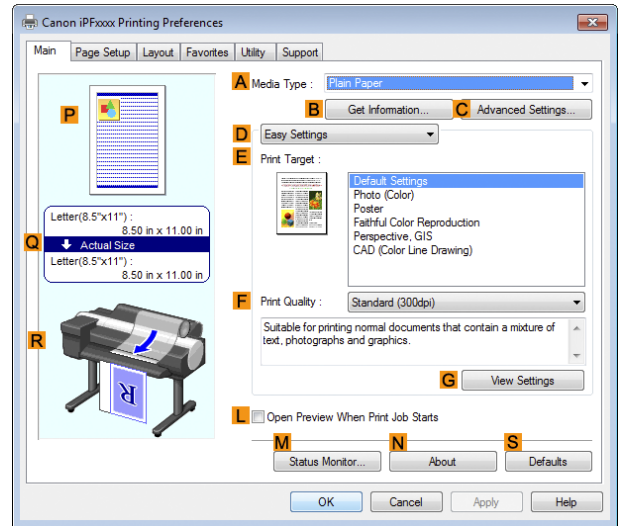 Canon iPFxxxx Printing Preferences
Main Page Setup Layout Favorites Utility Support
A Media Type : Plain Paper
B Get Information... C Advanced Settings...
D Easy Settings
E Print Target :
Default Settings
Photo (Color)
Poster
Faithful Color Reproduction
Perspective, GIS
CAD (Color Line Drawing)
P
Letter(8.5"x11") :
8.50 in x 11.00 in
Q Actual Size
Letter(8.5"x11") :
8.50 in x 11.00 in
F Print Quality : Standard (300dpi)
Suitable for printing normal documents that contain a mixture of
text, photographs and graphics.
R
R
G View Settings
L Open Preview When Print Job Starts
M N S
Status Monitor... About Defaults
OK Cancel Apply Help